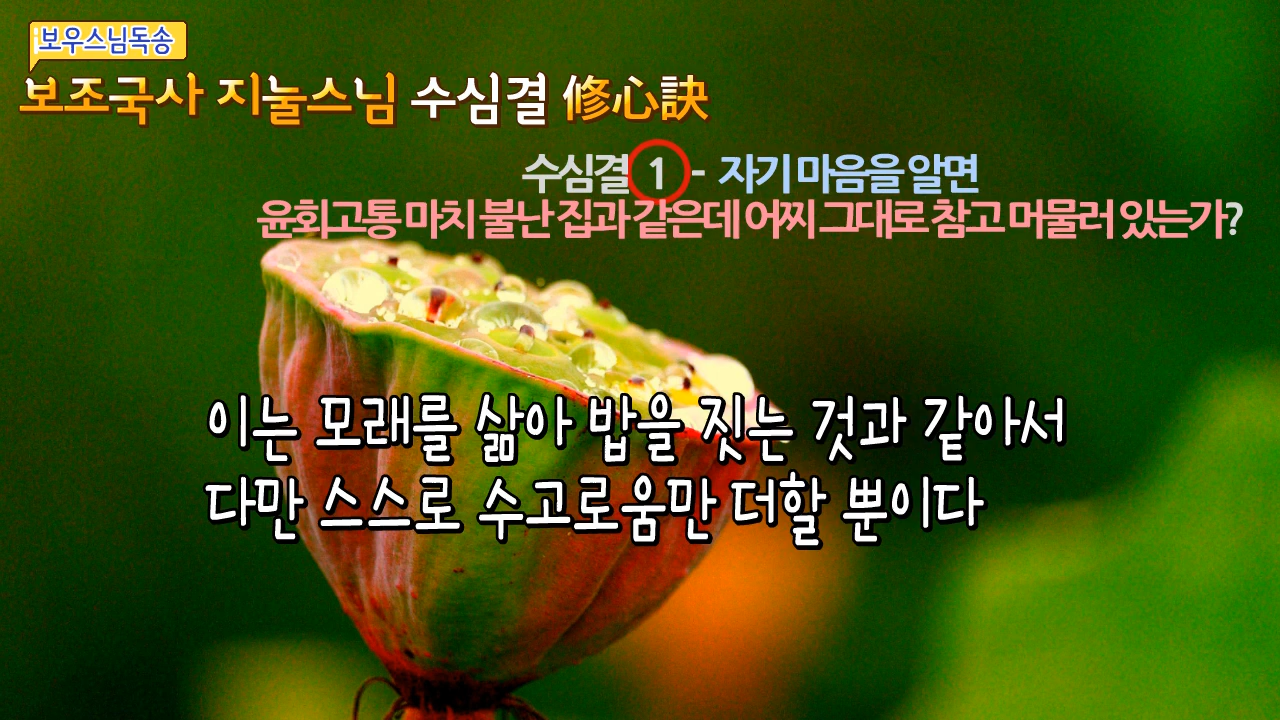 보우스님독송
보조국사 지눌스님 수심결 修心訣
수심결 1 - 자기 마음을 알면
윤회고통 마치 불난 집과 같은데 어찌 그대로 참고 머물러 있는가?
이는 모래를 삶아 밥을 짓는 것과 같아서
다만 스스로 수고로움만 더할 뿐이다